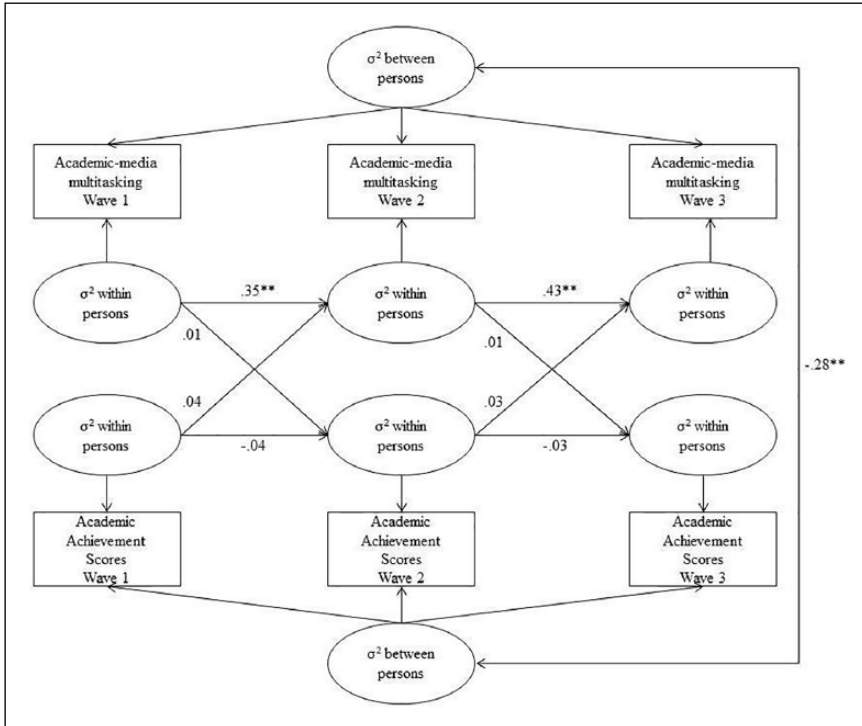 σ² between
persons
Academic-media
multitasking
Wave 1
Academic-media
multitasking
Wave 2
Academic-media
multitasking
Wave 3
σ² within
persons
.35**
σ² within
persons
.43**
σ² within
persons
.01
.01
-.28**
.04
.03
σ² within
persons
-.04
σ² within
persons
-.03
σ² within
persons
Academic
Achievement
Scores
Wave 1
Academic
Achievement
Scores
Wave 2
Academic
Achievement
Scores
Wave 3
σ² between
persons